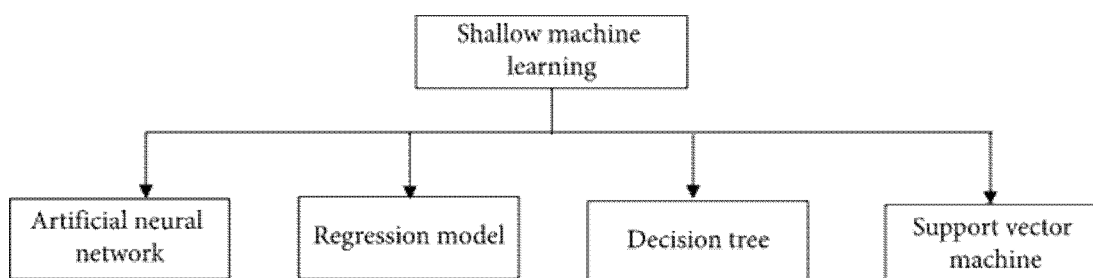 Shallow machine
learning
Artificial neural
network
Regression model
Decision tree
Support vector
machine